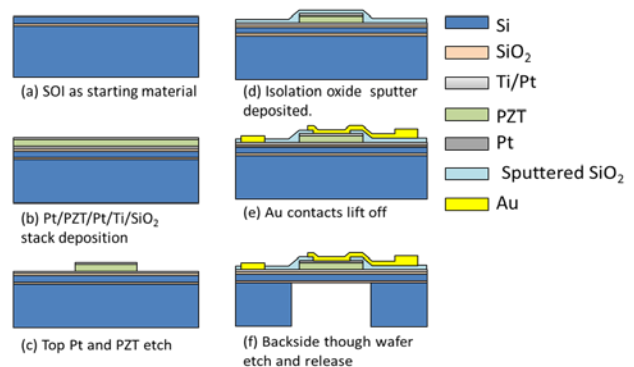 (a) SOI as starting material
(b) Pt/PZT/Pt/Ti/SiO₂
stack deposition
(c) Top Pt and PZT etch
(d) Isolation oxide sputter
deposited.
(e) Au contacts lift off
(f) Backside though wafer
etch and release
Si
SiO₂
Ti/Pt
PZT
Pt
Sputtered SiO₂
Au